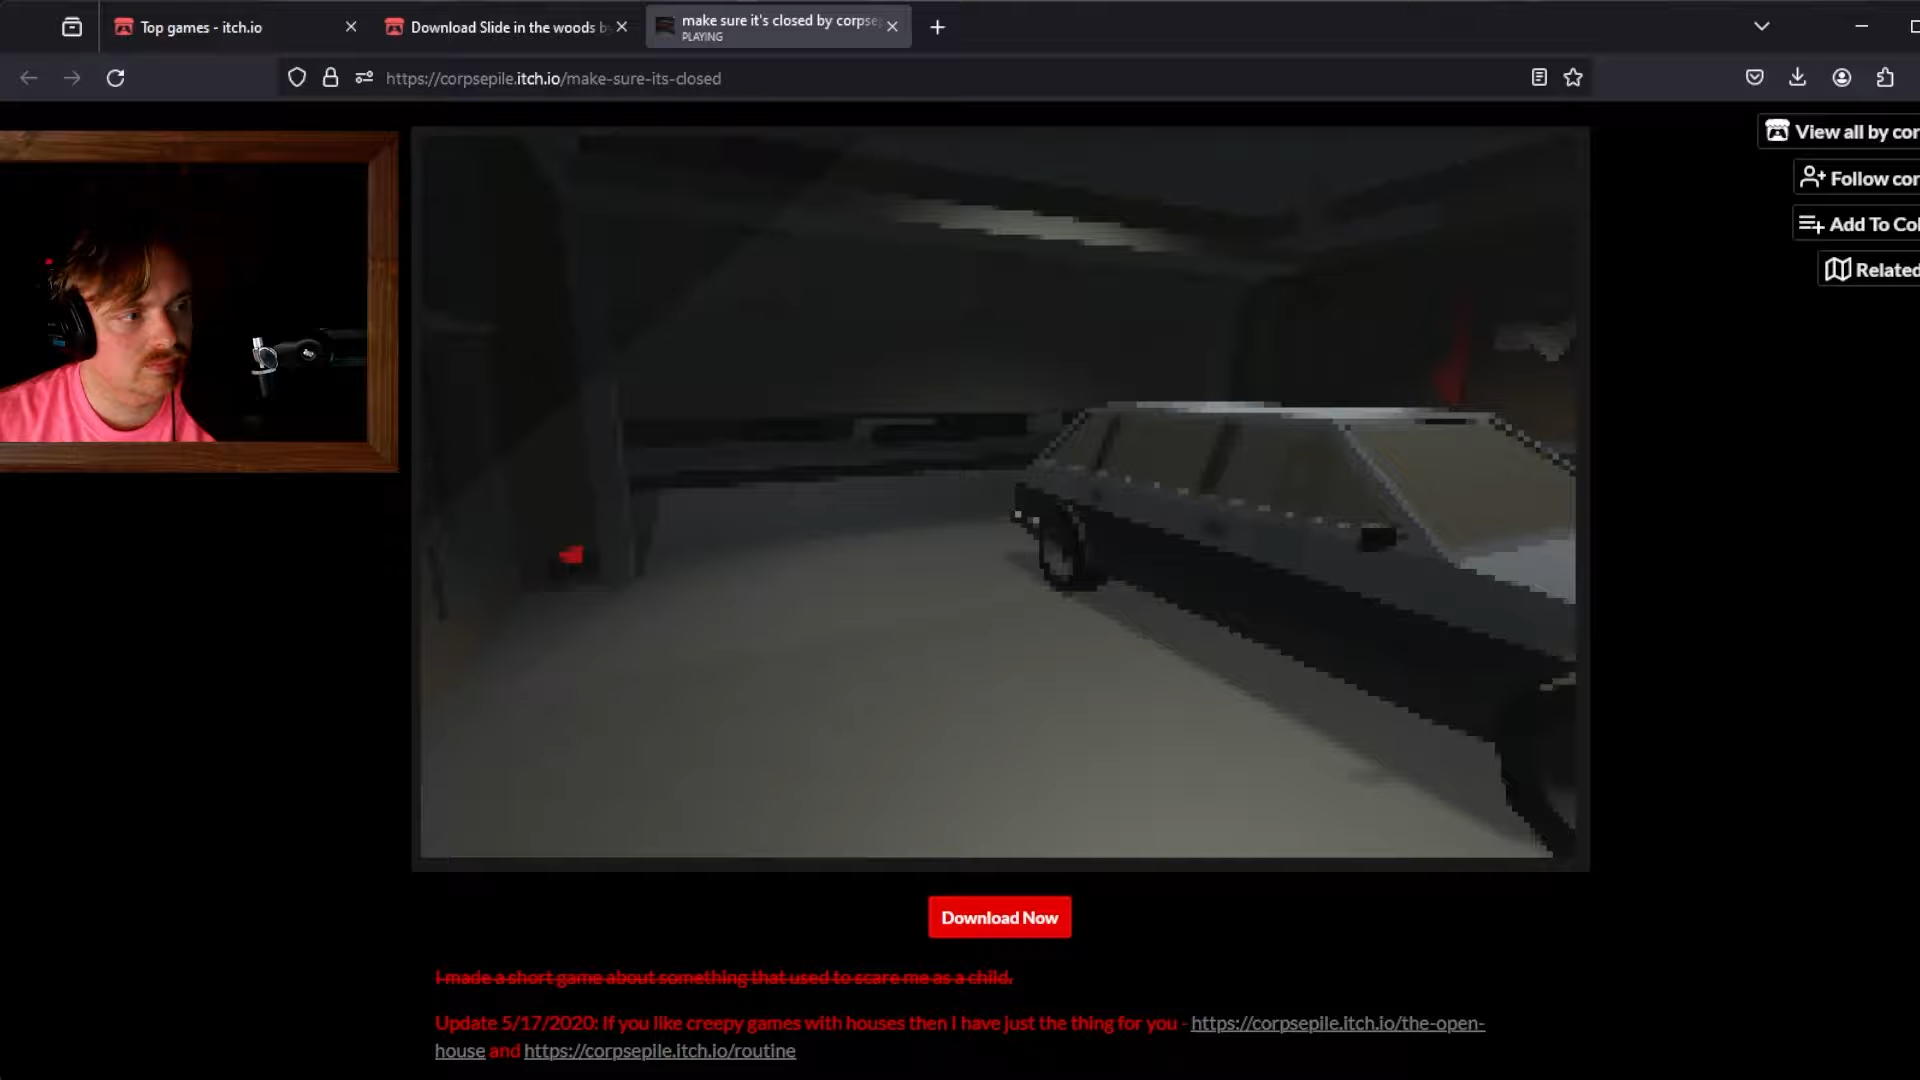 Top games - itch.io
Download Slide in the woods b
make sure it's closed by corpse
PLAYING
https://corpsepile.itch.io/make-sure-its-closed
View all by cor
Follow cor
Add To Col
Related
Download Now
I made a short game about something that used to scare me as a child.
Update 5/17/2020: If you like creepy games with houses then I have just the thing for you - https://corpsepile.itch.io/the-open-
house and https://corpsepile.itch.io/routine